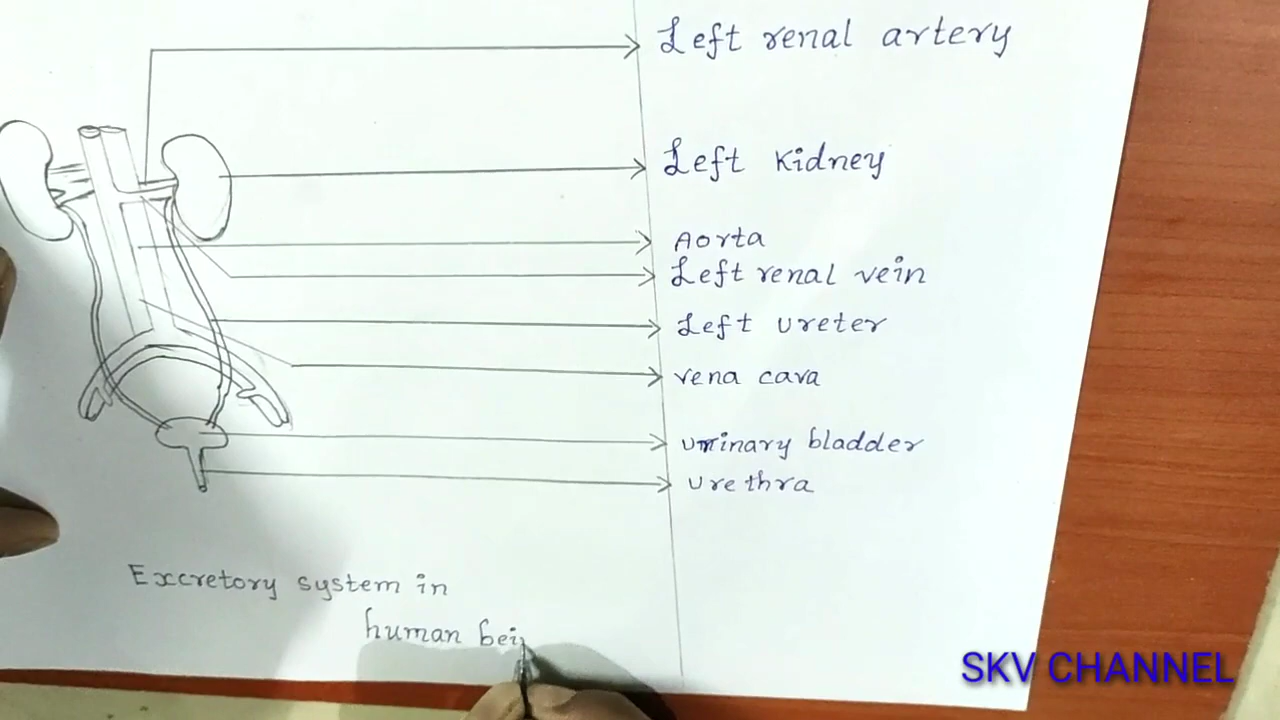 Left renal artery
Left Kidney
Aorta
Left renal vein
Left ureter
vena cava
urinary bladder
urethra
Excretory system in
human bein
SKV CHANNEL